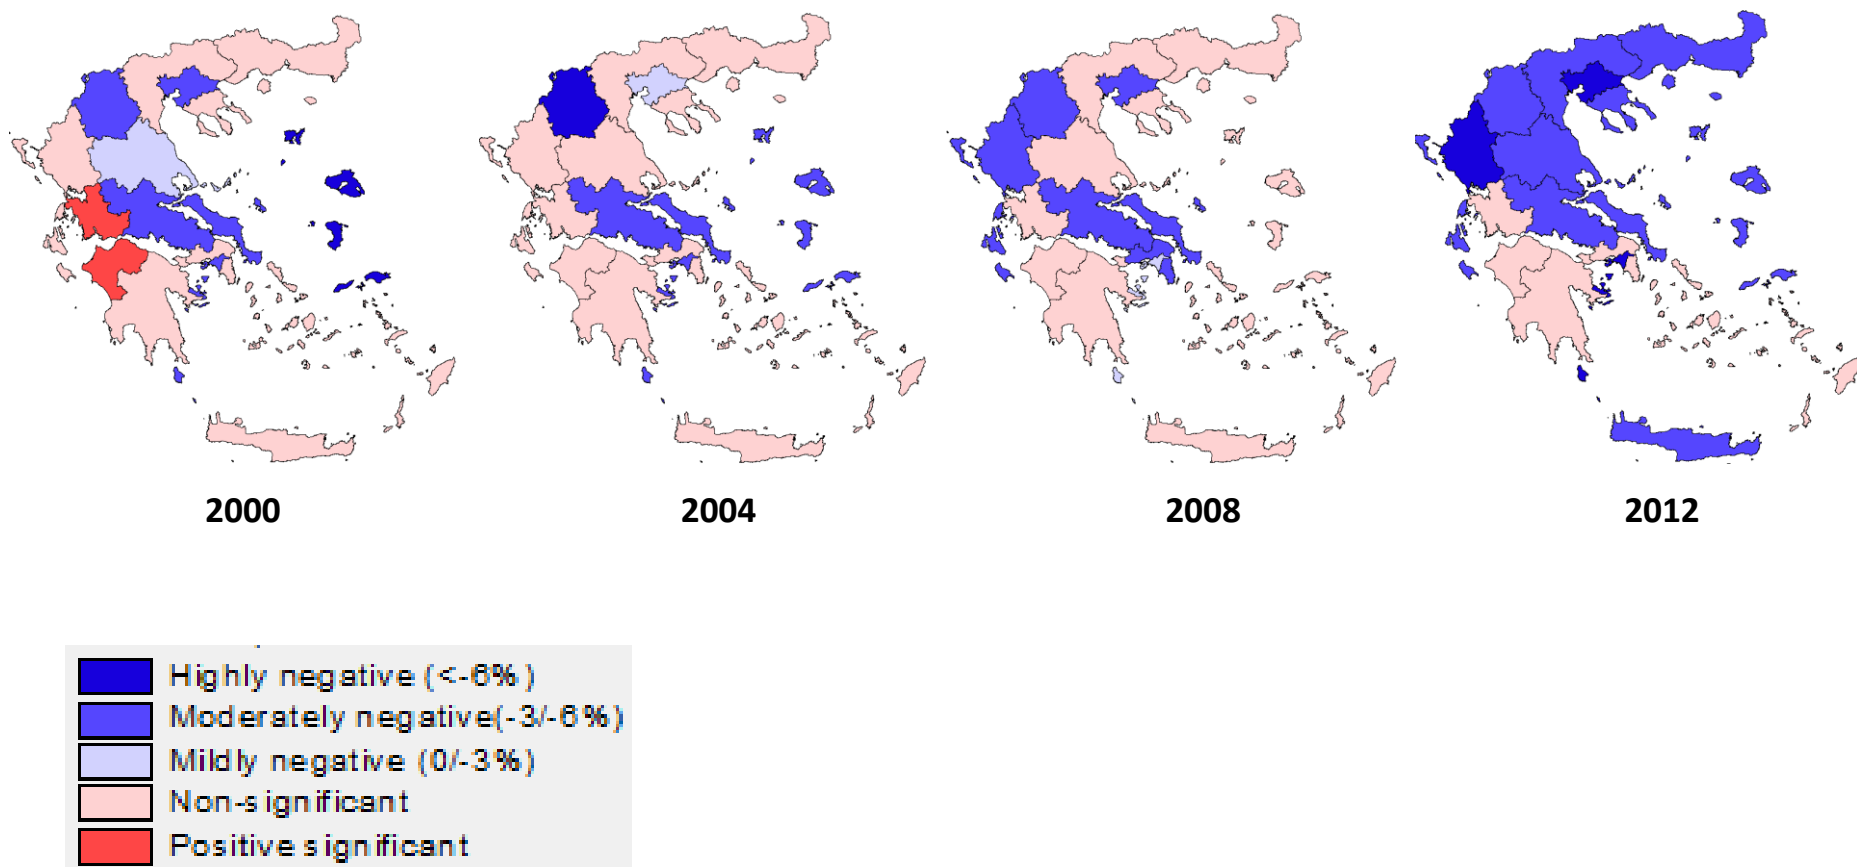 2000
2004
2008
2012
Highly negative (<-6%)
Moderately negative(-3/-6%)
Mildly negative (0/-3%)
Non-significant
Positive significant